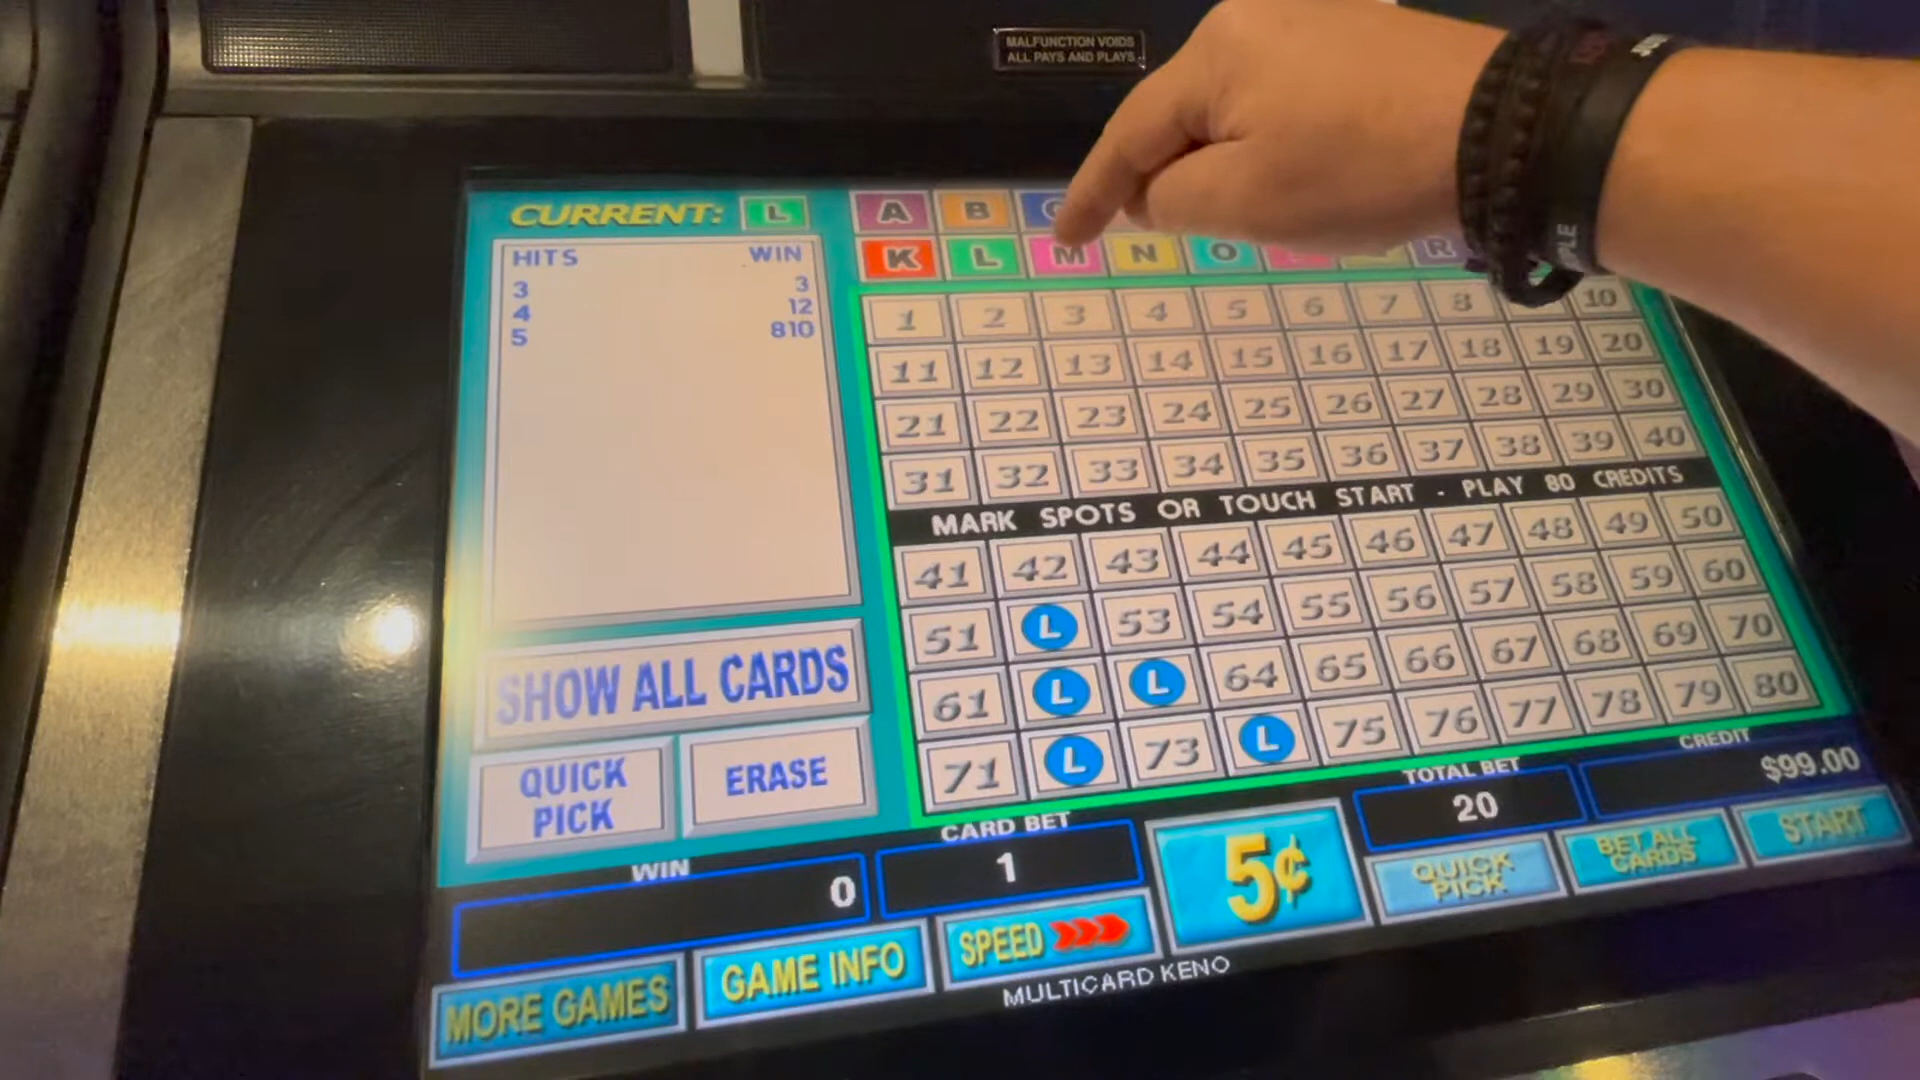 MALFUNCTION VOIDS
ALL PAYS AND PLAYS
CURRENT: L
A B
K L M N O R
HITS WIN
3 3
4 12
5 810
1 2 3 4 5 6 7 8 10
11 12 13 14 15 16 17 18 19 20
21 22 23 24 25 26 27 28 29 30
31 32 33 34 35 36 37 38 39 40
MARK SPOTS OR TOUCH START - PLAY 80 CREDITS
41 42 43 44 45 46 47 48 49 50
51 L 53 54 55 56 57 58 59 60
61 L L 64 65 66 67 68 69 70
71 L 73 L 75 76 77 78 79 80
SHOW ALL CARDS
QUICK
PICK
ERASE
WIN
0
CARD BET
1
5¢
TOTAL BET
20
CREDIT
$99.00
MORE GAMES
GAME INFO
SPEED
QUICK
PICK
BET ALL
CARDS
START
MULTICARD KENO